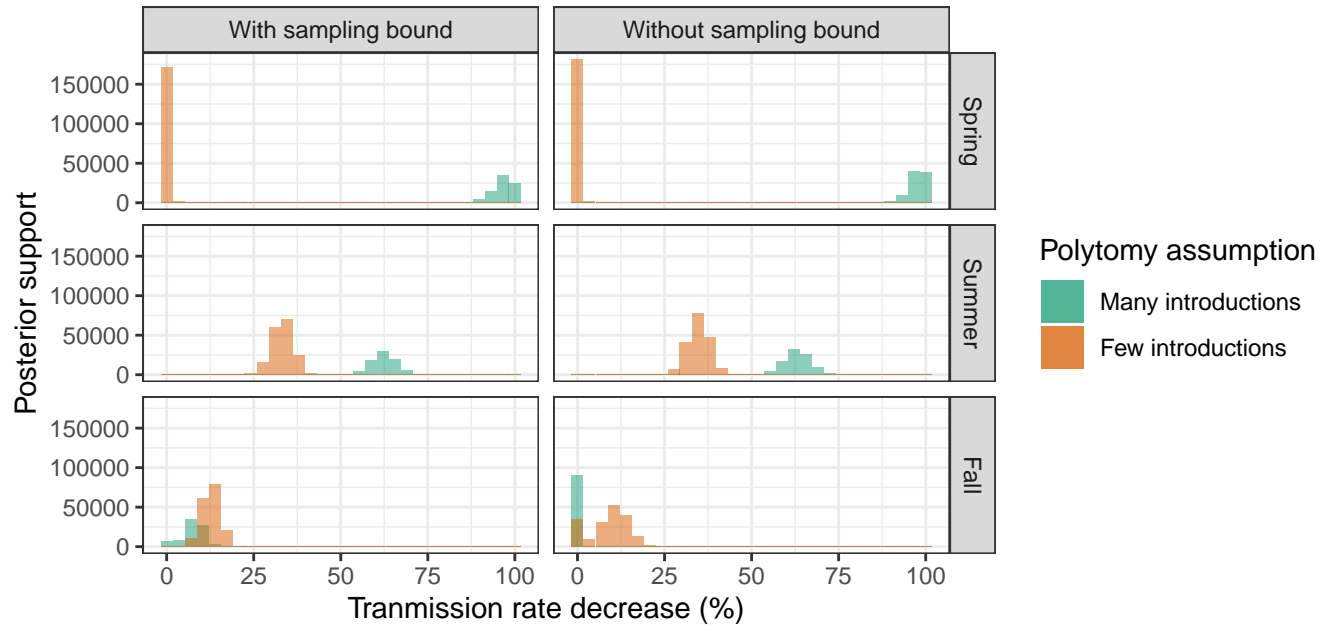 With sampling bound
Without sampling bound
150000
100000
50000
0
Spring
150000
100000
50000
0
Summer
150000
100000
50000
0
Fall
Posterior support
0 25 50 75 100
0 25 50 75 100
Tranmission rate decrease (%)
Polytomy assumption
Many introductions
Few introductions